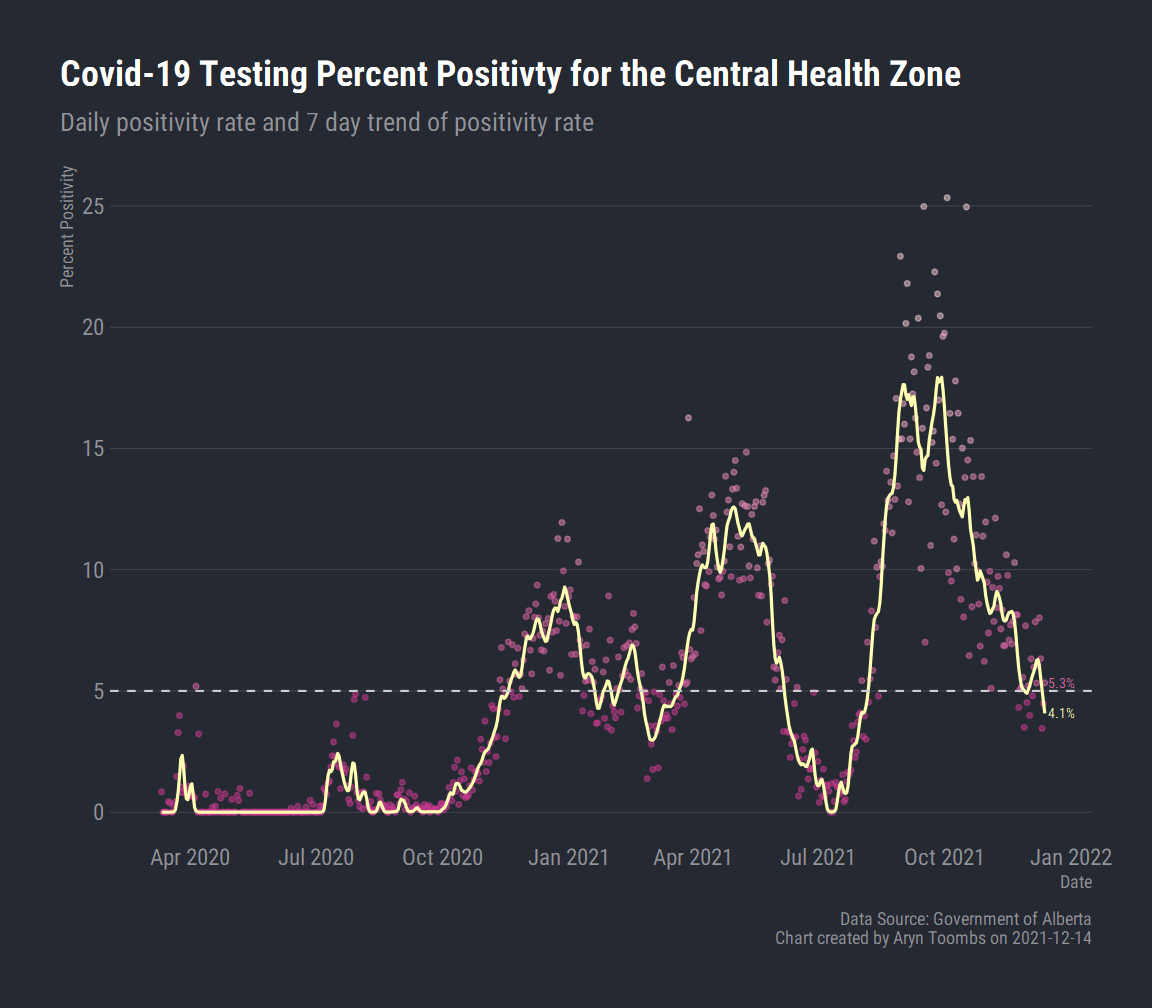 Covid-19 Testing Percent Positivty for the Central Health Zone
Daily positivity rate and 7 day trend of positivity rate
Percent Positivity
25
20
15
10
5
0
5.3%
4.1%
Apr 2020 Jul 2020 Oct 2020 Jan 2021 Apr 2021 Jul 2021 Oct 2021 Jan 2022
Date
Data Source: Government of Alberta
Chart created by Aryn Toombs on 2021-12-14